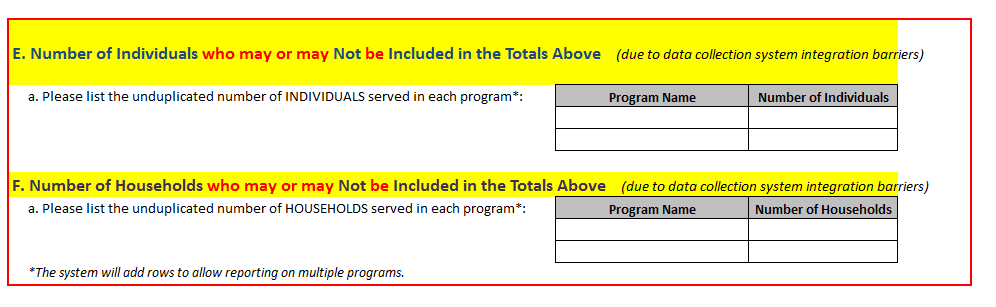 E. Number of Individuals who may or may Not be Included in the Totals Above (due to data collection system integration barriers)
a. Please list the unduplicated number of INDIVIDUALS served in each program*: Program Name Number of Individuals
F. Number of Households who may or may Not be Included in the Totals Above (due to data collection system integration barriers)
a. Please list the unduplicated number of HOUSEHOLDS served in each program*: Program Name Number of Households
*The system will add rows to allow reporting on multiple programs.